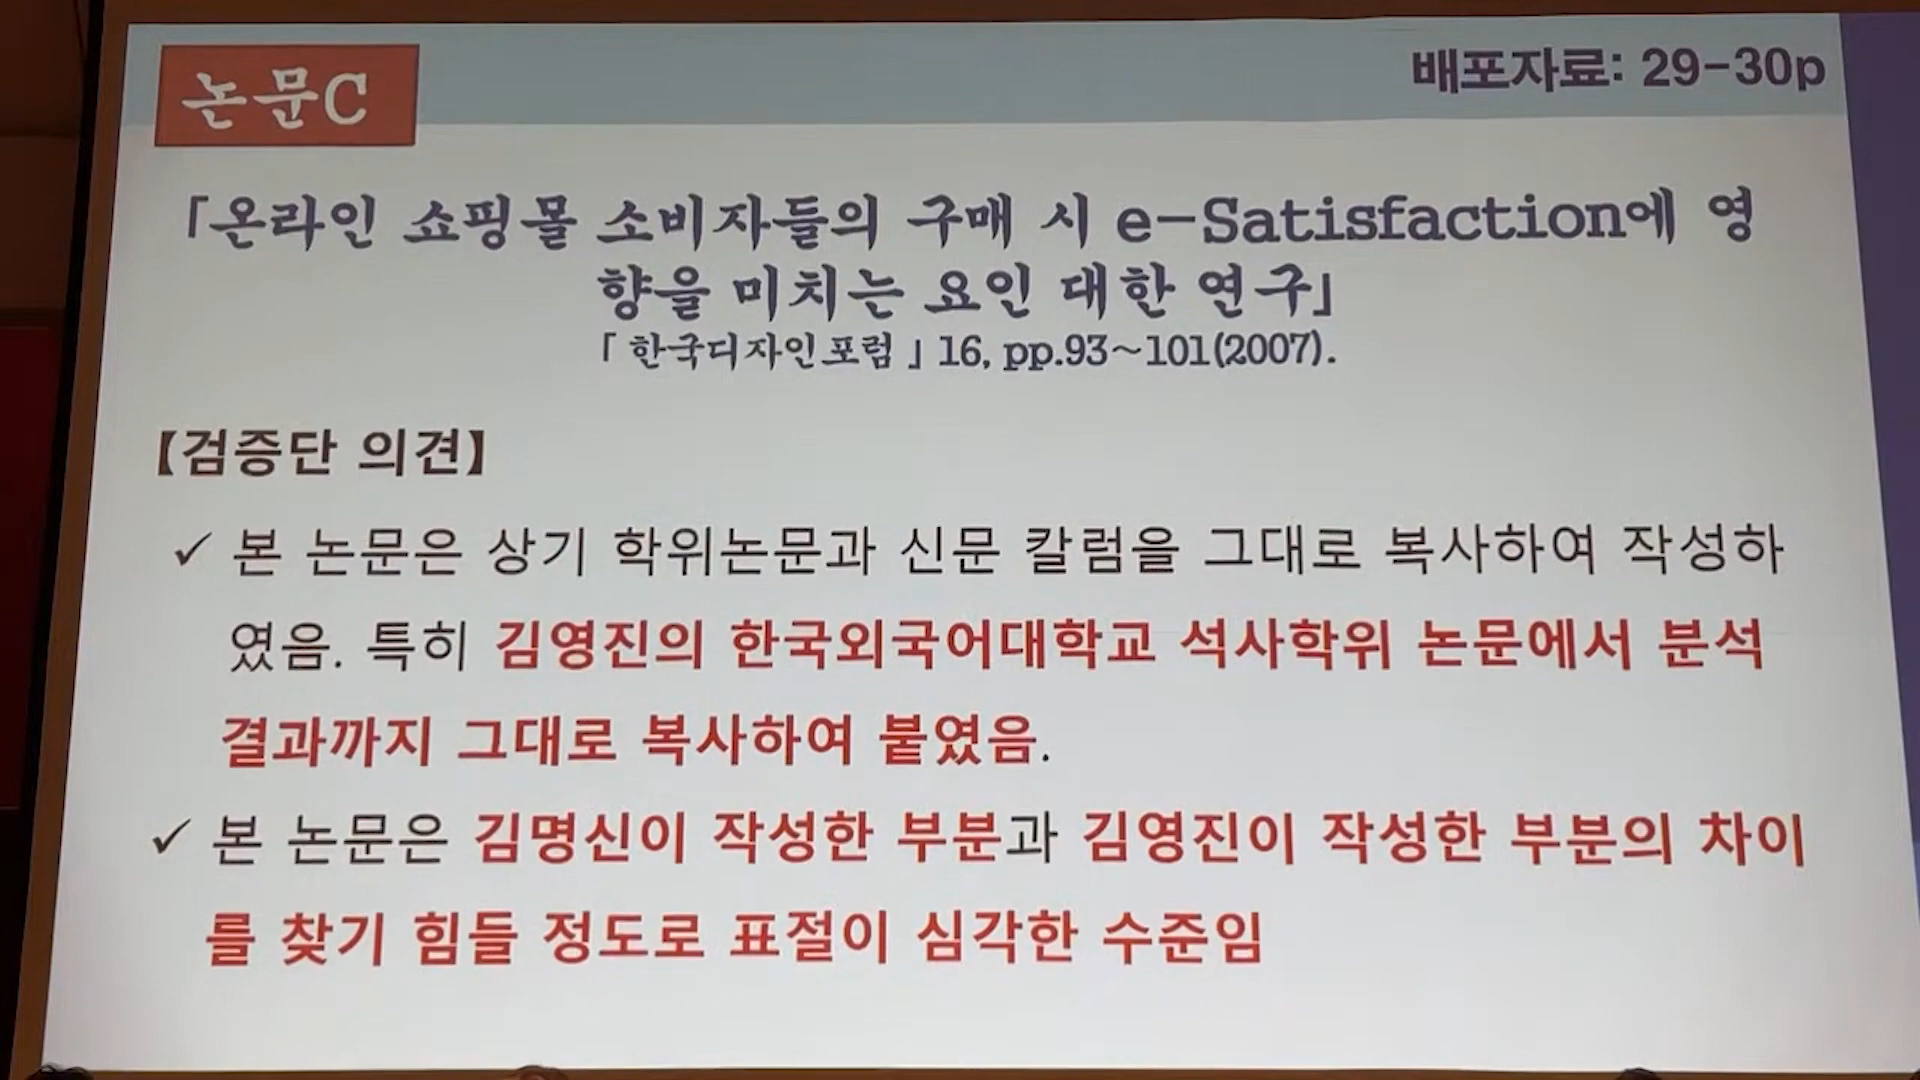 논문C
배포자료: 29-30p
「온라인 쇼핑몰 소비자들의 구매 시 e-Satisfaction에 영
향을 미치는 요인 대한 연구」
「 한국디자인포럼 」 16, pp.93~101(2007).
【검증단 의견】
✓ 본 논문은 상기 학위논문과 신문 칼럼을 그대로 복사하여 작성하
였음. 특히 김영진의 한국외국어대학교 석사학위 논문에서 분석
결과까지 그대로 복사하여 붙였음.
✓ 본 논문은 김명신이 작성한 부분과 김영진이 작성한 부분의 차이
를 찾기 힘들 정도로 표절이 심각한 수준임